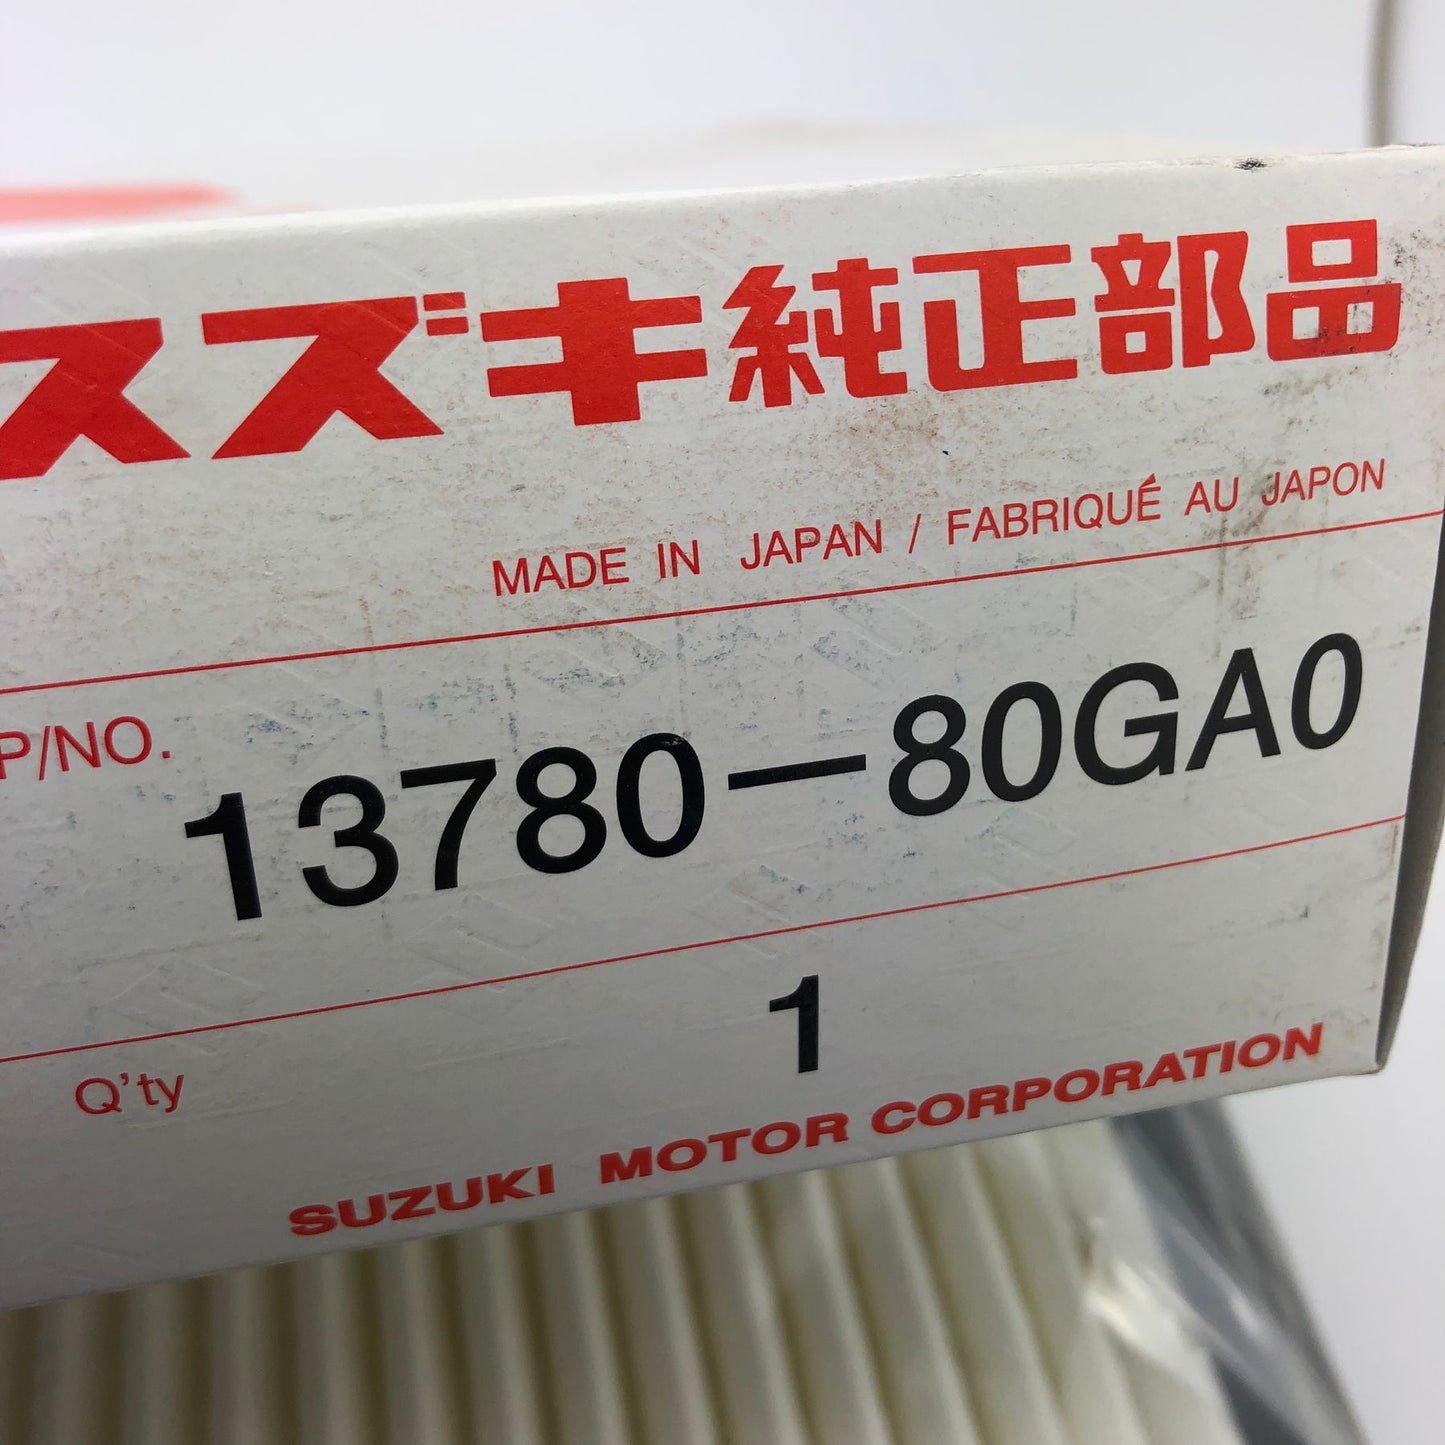 スズキ純正部品
MADE IN JAPAN / FABRIQUÉ AU JAPON
P/NO. 13780-80GA0
Q'ty 1
SUZUKI MOTOR CORPORATION